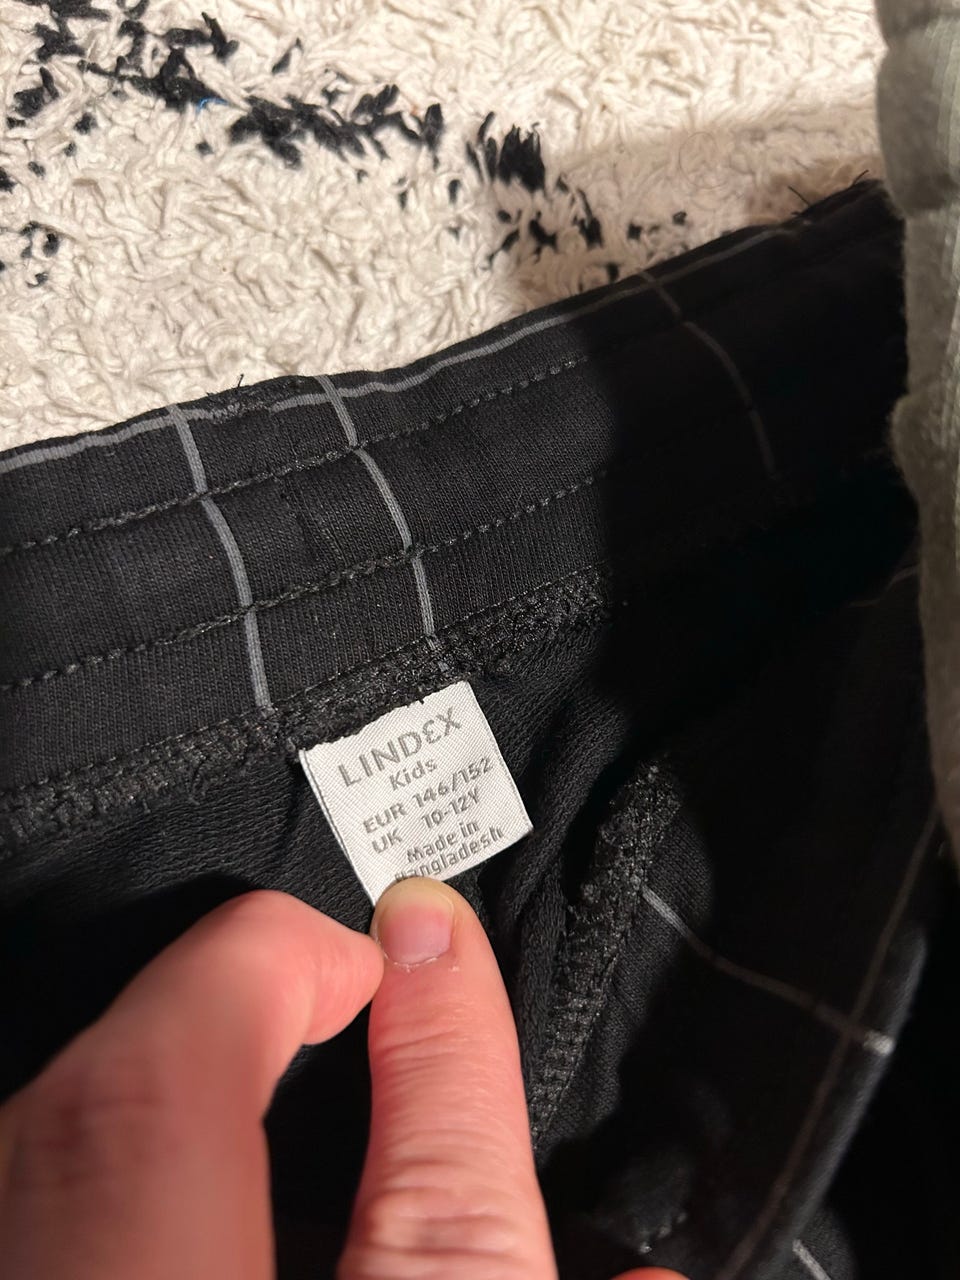 LINDEX
Kids
EUR 146/152
UK 10-12Y
Made in
Bangladesh